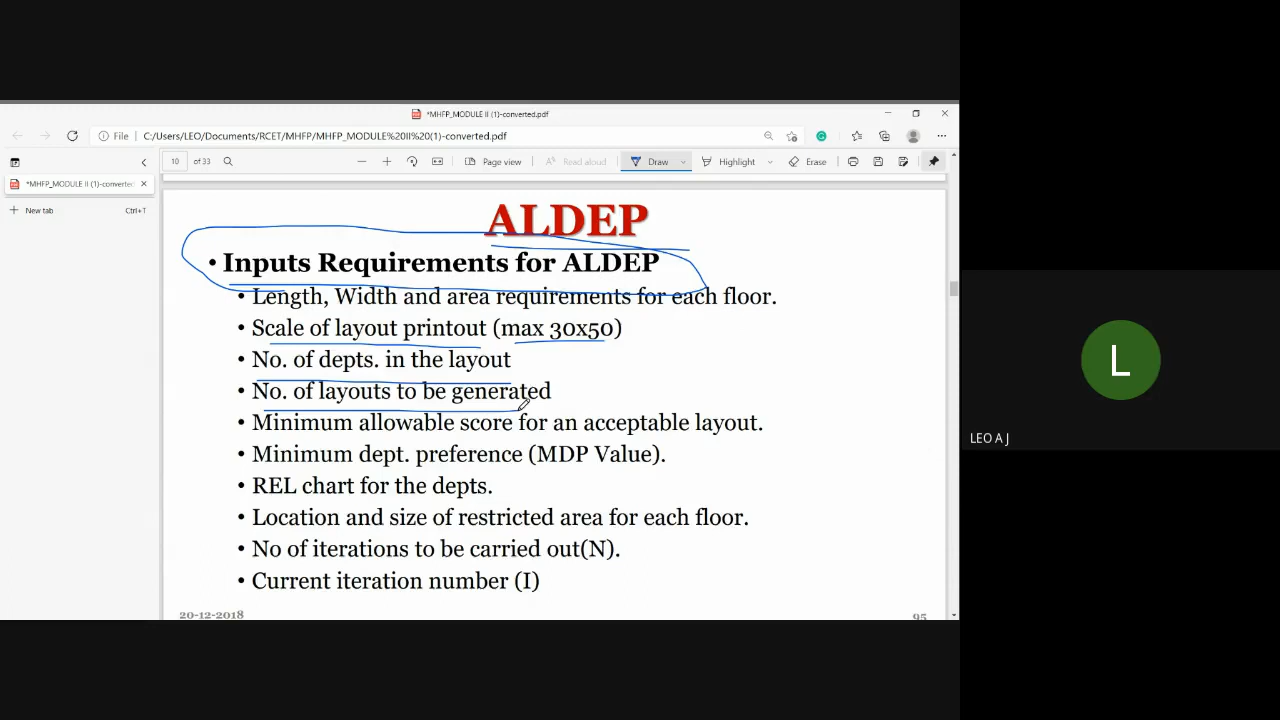 *MHFP_MODULE II (1)-converted.pdf
File
C:/Users/LEO/Documents/RCET/MHFP/MHFP_MODULE%20II%20(1)-converted.pdf
*MHFP_MODULE II (1)-converted
10 of 33
Page view
Read aloud
Draw
Highlight
Erase
New tab
Ctrl+T
ALDEP
• Inputs Requirements for ALDEP
• Length, Width and area requirements for each floor.
• Scale of layout printout (max 30x50)
• No. of depts. in the layout
• No. of layouts to be generated
• Minimum allowable score for an acceptable layout.
• Minimum dept. preference (MDP Value).
• REL chart for the depts.
• Location and size of restricted area for each floor.
• No of iterations to be carried out(N).
• Current iteration number (I)
20-12-2018
95
L
LEO A J